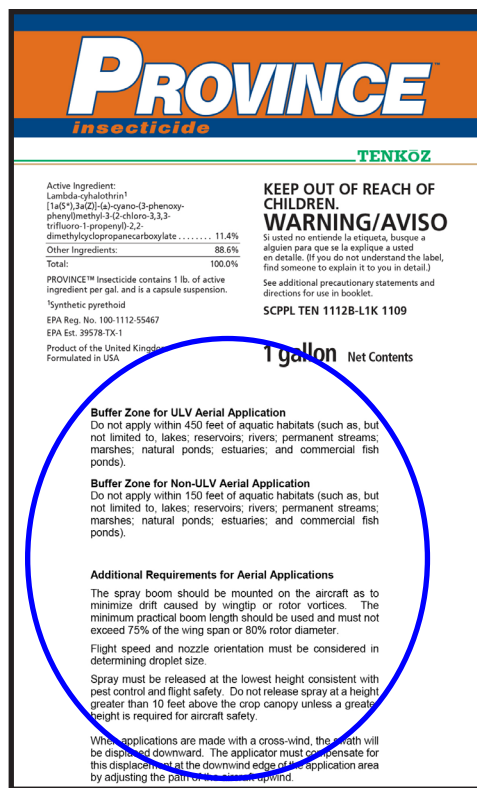 PROVINCE™
insecticide
TENKŌZ
Active Ingredient:
Lambda-cyhalothrin¹
[1a(S*),3a(Z)]-(±)-cyano-(3-phenoxy-
phenyl)methyl-3-(2-chloro-3,3,3-
trifluoro-1-propenyl)-2,2-
dimethylcyclopropanecarboxylate . . . . . . . . 11.4%
Other Ingredients: 88.6%
Total: 100.0%
PROVINCE™ Insecticide contains 1 lb. of active
ingredient per gal. and is a capsule suspension.
¹Synthetic pyrethoid
EPA Reg. No. 100-1112-55467
EPA Est. 39578-TX-1
Product of the United Kingdom
Formulated in USA
KEEP OUT OF REACH OF
CHILDREN.
WARNING/AVISO
Si usted no entiende la etiqueta, busque a
alguien para que se la explique a usted
en detalle. (If you do not understand the label,
find someone to explain it to you in detail.)
See additional precautionary statements and
directions for use in booklet.
SCPPL TEN 1112B-L1K 1109
1 gallon Net Contents
Buffer Zone for ULV Aerial Application
Do not apply within 450 feet of aquatic habitats (such as, but
not limited to, lakes; reservoirs; rivers; permanent streams;
marshes; natural ponds; estuaries; and commercial fish
ponds).
Buffer Zone for Non-ULV Aerial Application
Do not apply within 150 feet of aquatic habitats (such as, but
not limited to, lakes; reservoirs; rivers; permanent streams;
marshes; natural ponds; estuaries; and commercial fish
ponds).
Additional Requirements for Aerial Applications
The spray boom should be mounted on the aircraft as to
minimize drift caused by wingtip or rotor vortices. The
minimum practical boom length should be used and must not
exceed 75% of the wing span or 80% rotor diameter.
Flight speed and nozzle orientation must be considered in
determining droplet size.
Spray must be released at the lowest height consistent with
pest control and flight safety. Do not release spray at a height
greater than 10 feet above the crop canopy unless a greater
height is required for aircraft safety.
When applications are made with a cross-wind, the swath will
be displaced downward. The applicator must compensate for
this displacement at the downwind edge of the application area
by adjusting the path of the aircraft upwind.